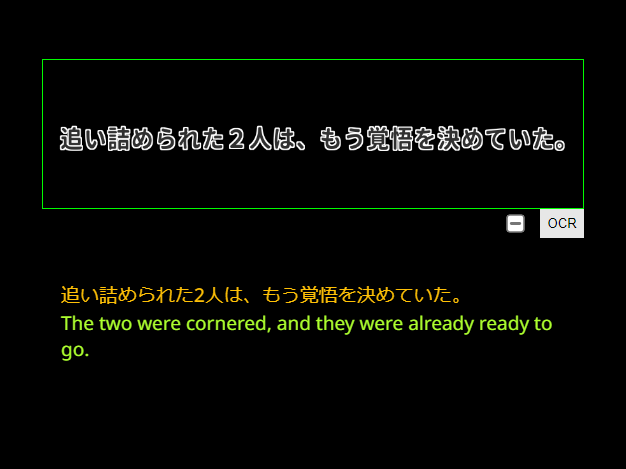 追い詰められた２人は、もう覚悟を決めていた。
OCR
追い詰められた2人は、もう覚悟を決めていた。
The two were cornered, and they were already ready to
go.